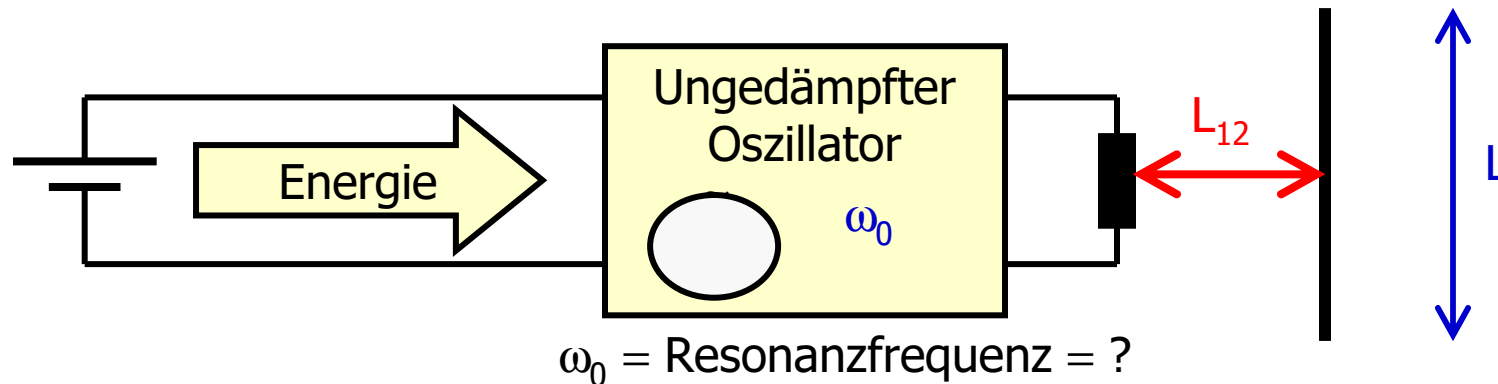 Ungedämpfter
Oszillator
Energie
ω₀
L₁₂
L
ω₀ = Resonanzfrequenz = ?